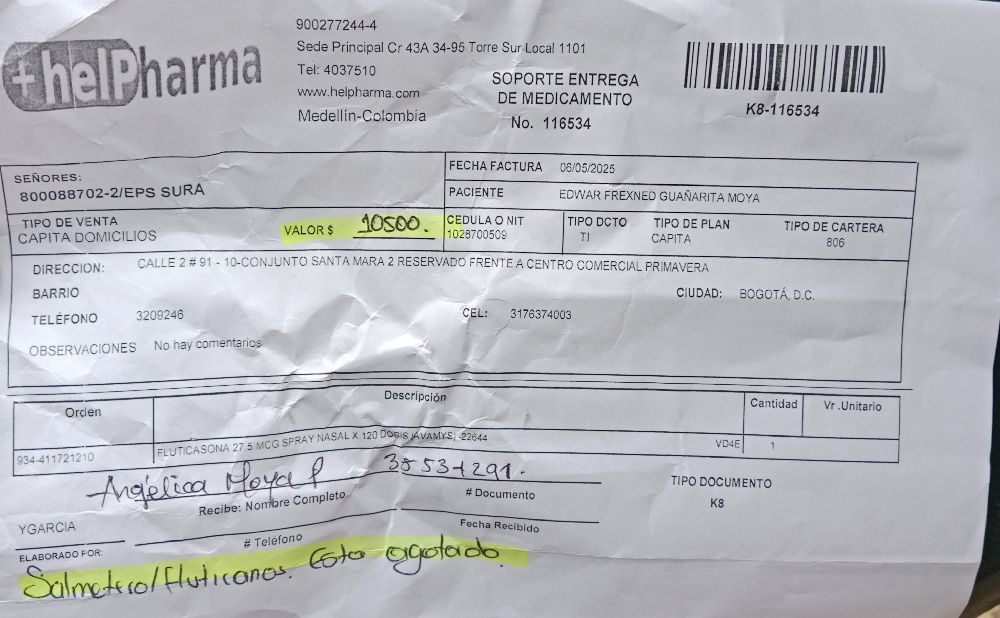 +helPharma
900277244-4
Sede Principal Cr 43A 34-95 Torre Sur Local 1101
Tel: 4037510
www.helpharma.com
Medellín-Colombia
SOPORTE ENTREGA
DE MEDICAMENTO
No. 116534
K8-116534
SEÑORES:
800088702-2/EPS SURA
FECHA FACTURA 06/05/2025
PACIENTE EDWAR FREXNED GUAÑARITA MOYA
TIPO DE VENTA
CAPITA DOMICILIOS
VALOR $ 10500.
CEDULA O NIT
1028700509
TIPO DCTO
TI
TIPO DE PLAN
CAPITA
TIPO DE CARTERA
806
DIRECCION: CALLE 2 # 91 - 10-CONJUNTO SANTA MARA 2 RESERVADO FRENTE A CENTRO COMERCIAL PRIMAVERA
BARRIO
CIUDAD: BOGOTÁ, D.C.
TELÉFONO 3209246
CEL: 3176374003
OBSERVACIONES No hay comentarios
Orden Descripción Cantidad Vr .Unitario
934-411721210 FLUTICASONA 27.5 MCG SPRAY NASAL X 120 DOSIS (AVAMYS) -22644 VD4E 1
Angélica Moya P 35531291.
Recibe: Nombre Completo # Documento
TIPO DOCUMENTO
K8
YGARCIA
ELABORADO POR: # Teléfono Fecha Recibido
Salmetero/fluticanos. Esta agotado.